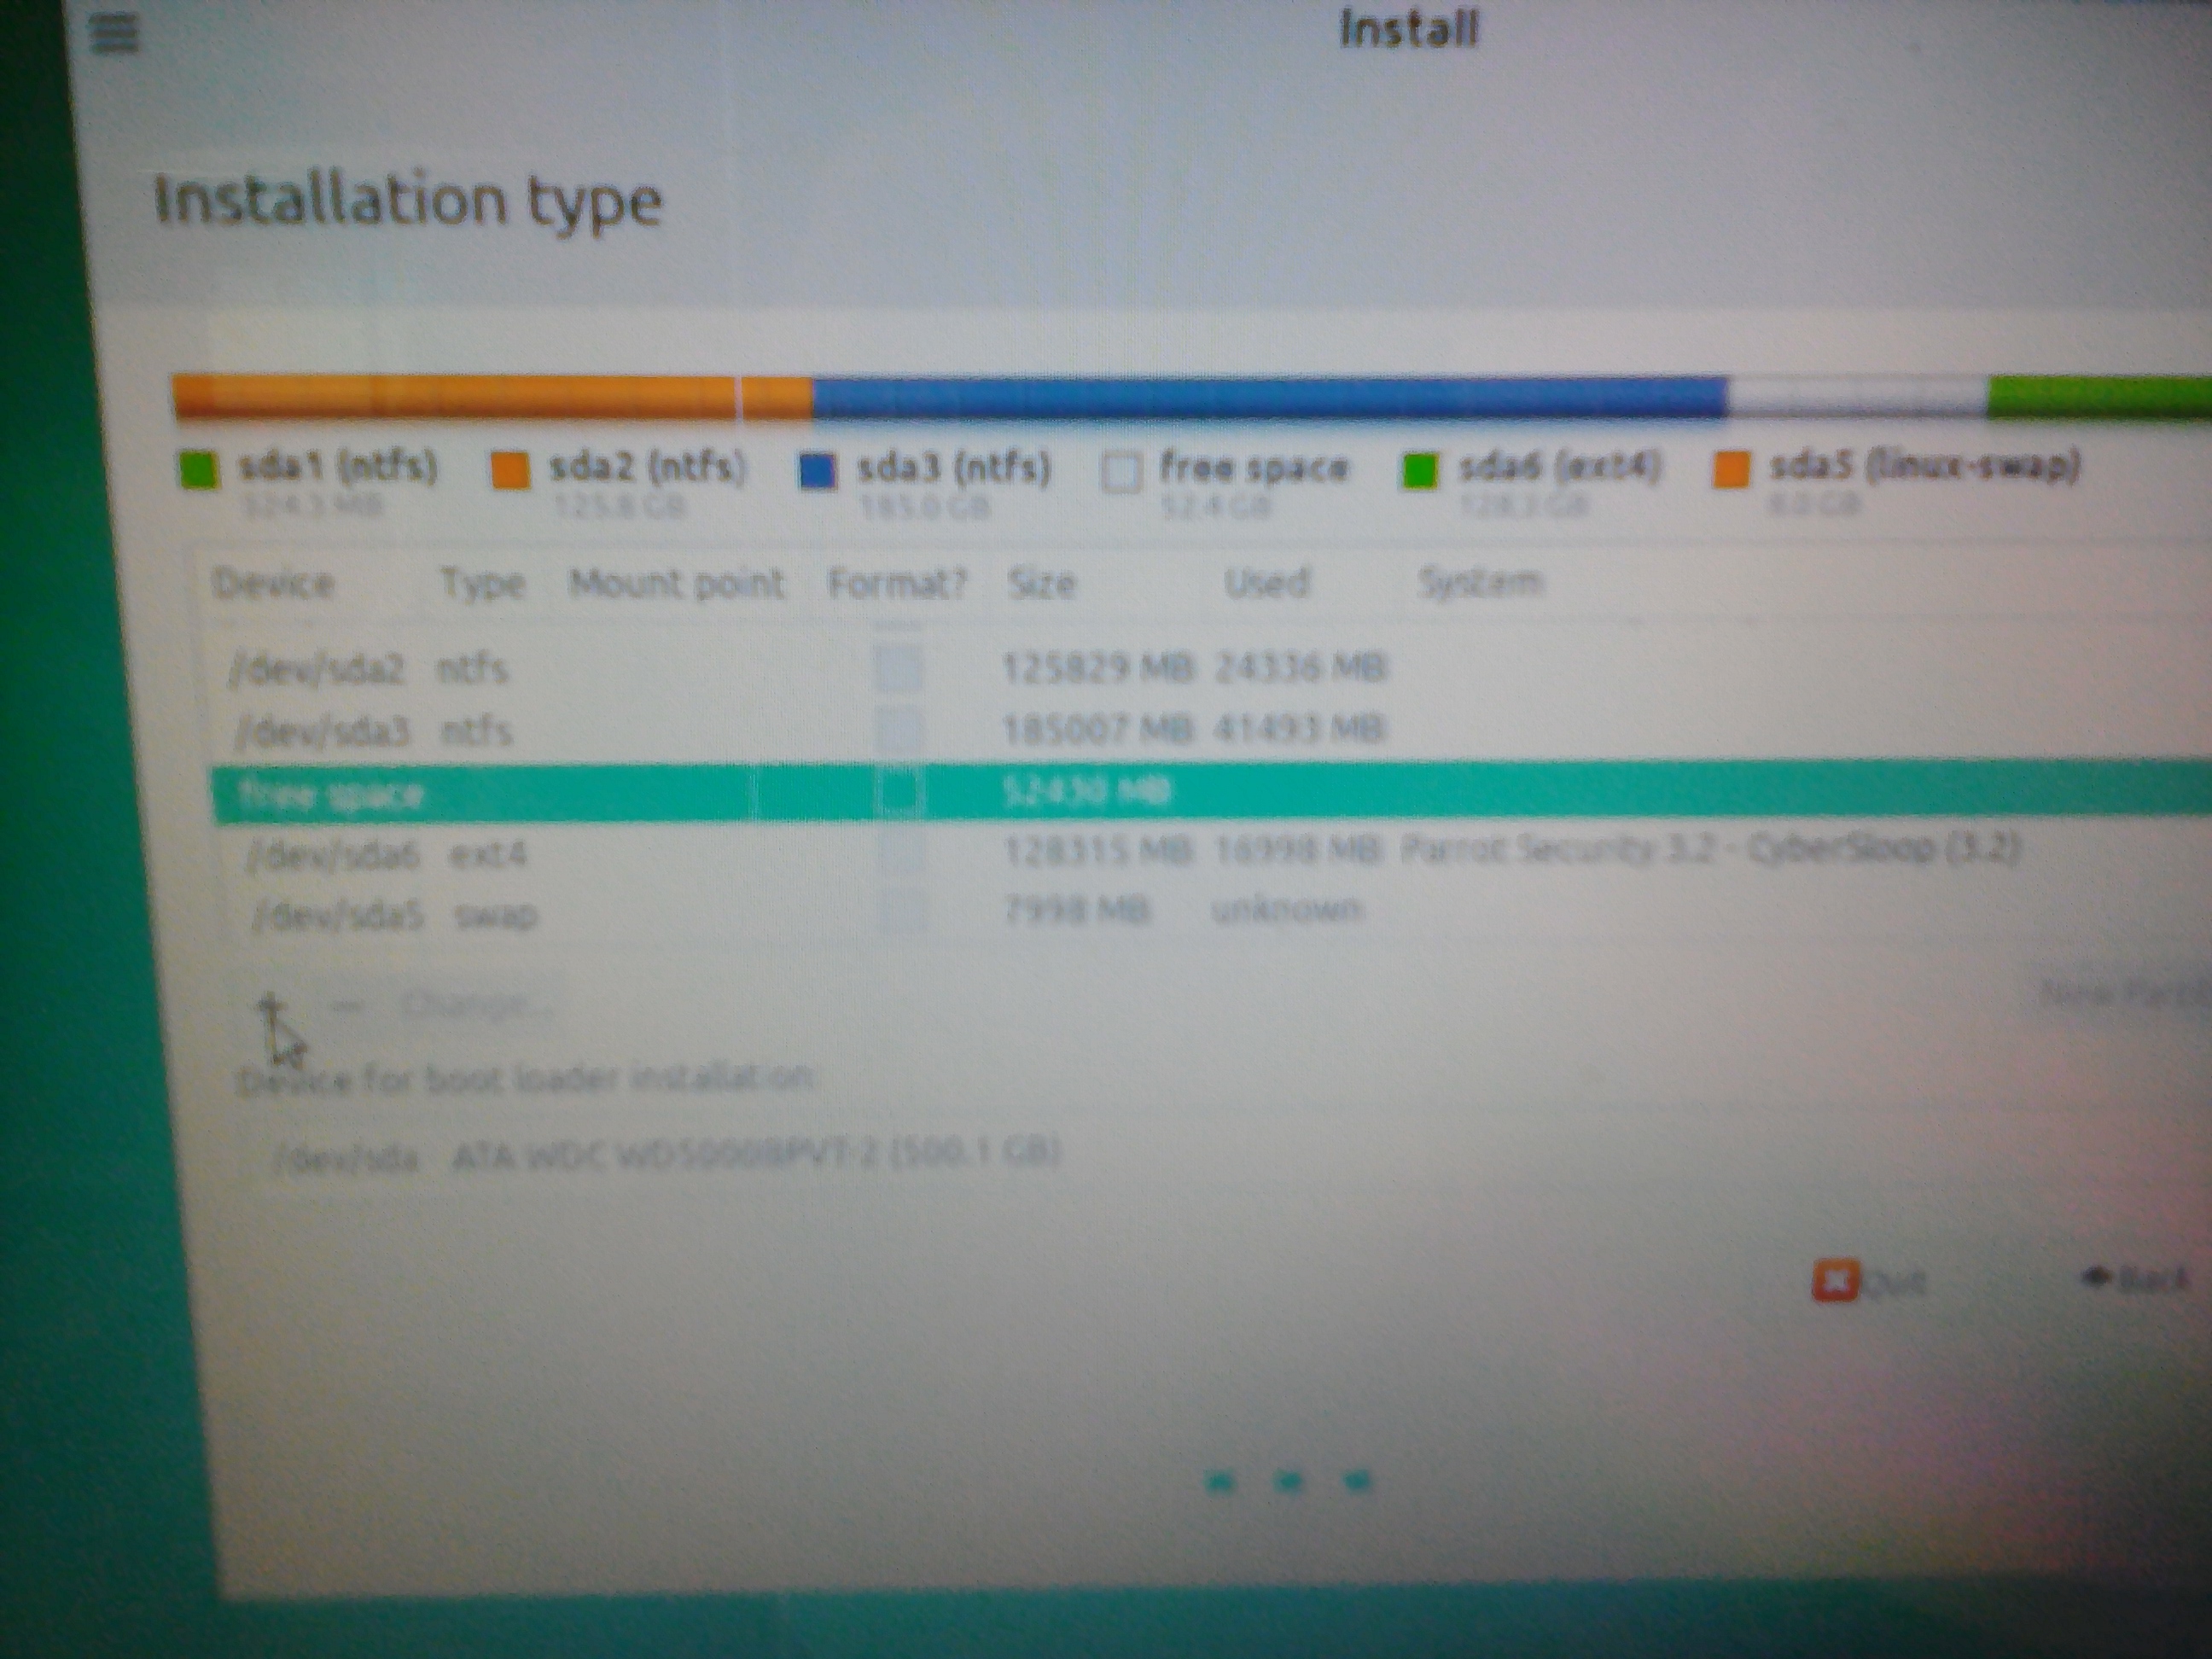 Install
Installation type
sda1 (ntfs) sda2 (ntfs) sda3 (ntfs) free space sda6 (ext4) sda5 (linux-swap)
524.3 MB 125.8 GB 185.0 GB 52.4 GB 128.3 GB 8.0 GB
Device Type Mount point Format? Size Used System
/dev/sda2 ntfs 125829 MB 24336 MB
/dev/sda3 ntfs 185007 MB 41493 MB
free space 52430 MB
/dev/sda6 ext4 128315 MB 16998 MB Parrot Security 3.2 - CyberSloop (3.2)
/dev/sda5 swap 7998 MB unknown
+ — Change... New
Device for boot loader installation:
/dev/sda ATA WDC WD5000BPVT-2 (500.1 GB)
Quit Back